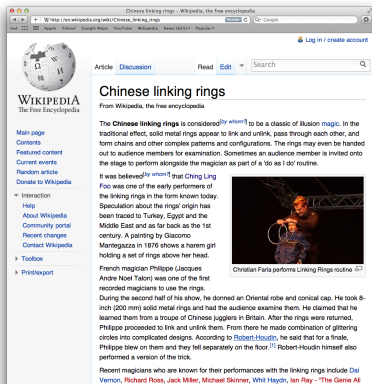 Chinese linking rings – Wikipedia, the free encyclopedia
http://en.wikipedia.org/wiki/Chinese_linking_rings
Reader
Google
Apple Yahoo! Google Maps YouTube Wikipedia News (625) Popular
Log in / create account
Article Discussion Read Edit Search
WIKIPEDIA
The Free Encyclopedia
Main page
Contents
Featured content
Current events
Random article
Donate to Wikipedia
Interaction
Help
About Wikipedia
Community portal
Recent changes
Contact Wikipedia
Toolbox
Print/export
Chinese linking rings
From Wikipedia, the free encyclopedia
The Chinese linking rings is considered[by whom?] to be a classic of illusion magic. In the
traditional effect, solid metal rings appear to link and unlink, pass through each other, and
form chains and other complex patterns and configurations. The rings may even be handed
out to audience members for examination. Sometimes an audience member is invited onto
the stage to perform alongside the magician as part of a 'do as I do' routine.
It was believed[by whom?] that Ching Ling
Foo was one of the early performers of
the linking rings in the form known today.
Speculation about the rings' origin has
been traced to Turkey, Egypt and the
Middle East and as far back as the 1st
century. A painting by Giacomo
Mantegazza in 1876 shows a harem girl
holding a set of rings above her head.
Christian Farla performs Linking Rings routine
French magician Philippe (Jacques
Andre Noel Talon) was one of the first
recorded magicians to use the rings.
During the second half of his show, he donned an Oriental robe and conical cap. He took 8-
inch (200 mm) solid metal rings and had the audience examine them. He claimed that he
learned them from a troupe of Chinese jugglers in Britain. After the rings were returned,
Philippe proceeded to link and unlink them. From there he made combination of glittering
circles into complicated designs. According to Robert-Houdin, he said that for a finale,
Philippe blew on them and they fell separately on the floor.[1] Robert-Houdin himself also
performed a version of the trick.
Recent magicians who are known for their performances with the linking rings include Dai
Vernon, Richard Ross, Jack Miller, Michael Skinner, Whit Haydn, Ian Ray - "The Genie Ali